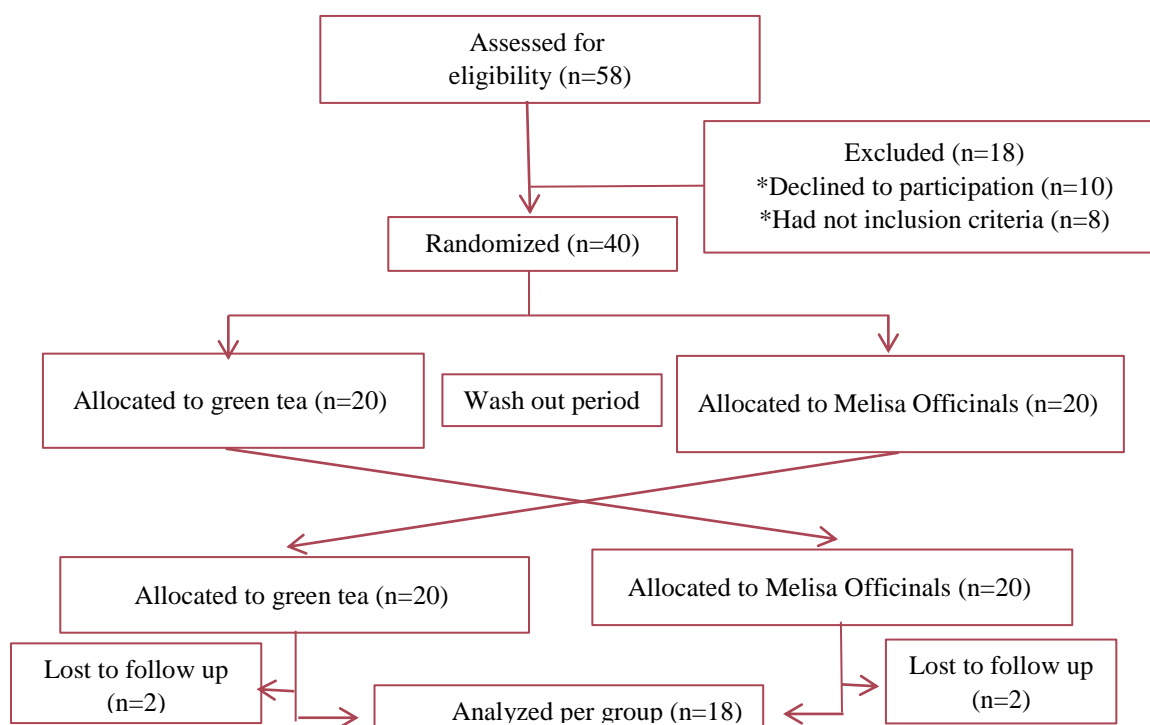 Assessed for
eligibility (n=58)
Excluded (n=18)
*Declined to participation (n=10)
*Had not inclusion criteria (n=8)
Randomized (n=40)
Allocated to green tea (n=20)
Wash out period
Allocated to Melisa Officinals (n=20)
Allocated to green tea (n=20)
Allocated to Melisa Officinals (n=20)
Lost to follow up
(n=2)
Lost to follow up
(n=2)
Analyzed per group (n=18)